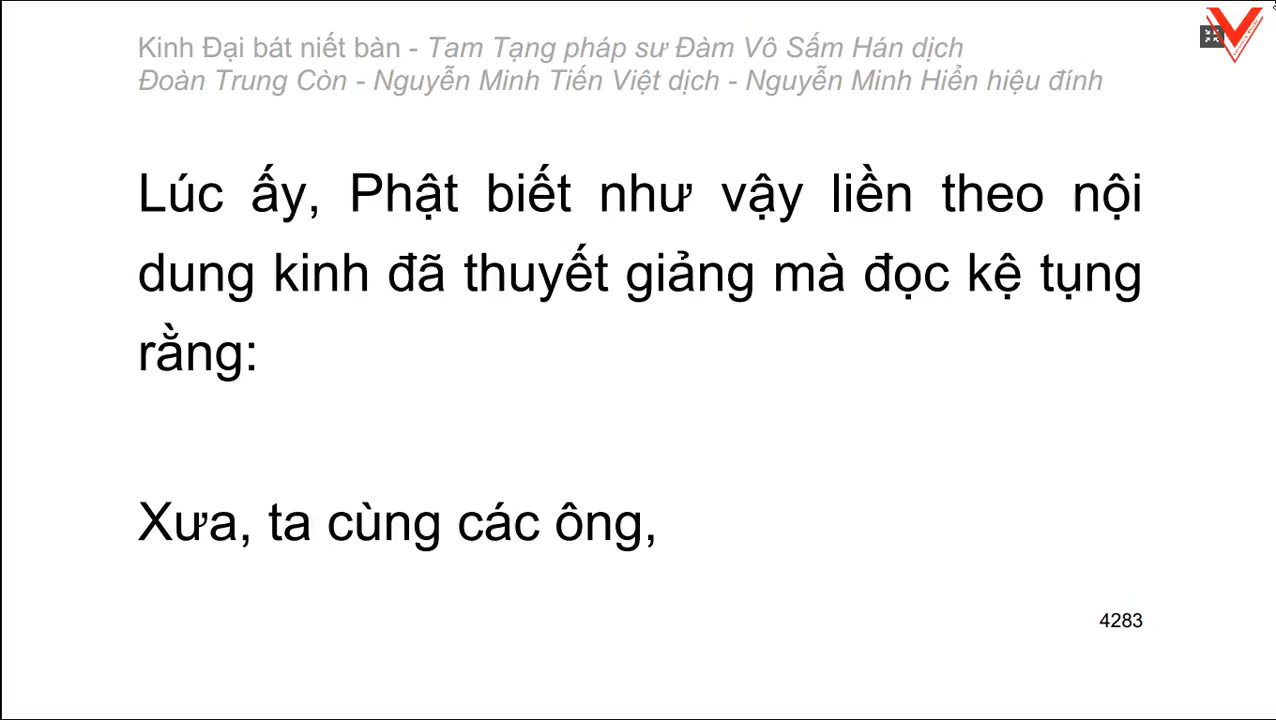 Kinh Đại bát niết bàn - Tam Tạng pháp sư Đàm Vô Sấm Hán dịch
Đoàn Trung Còn - Nguyễn Minh Tiến Việt dịch - Nguyễn Minh Hiển hiệu đính
Lúc ấy, Phật biết như vậy liền theo nội
dung kinh đã thuyết giảng mà đọc kệ tụng
rằng:
Xưa, ta cùng các ông,
4283